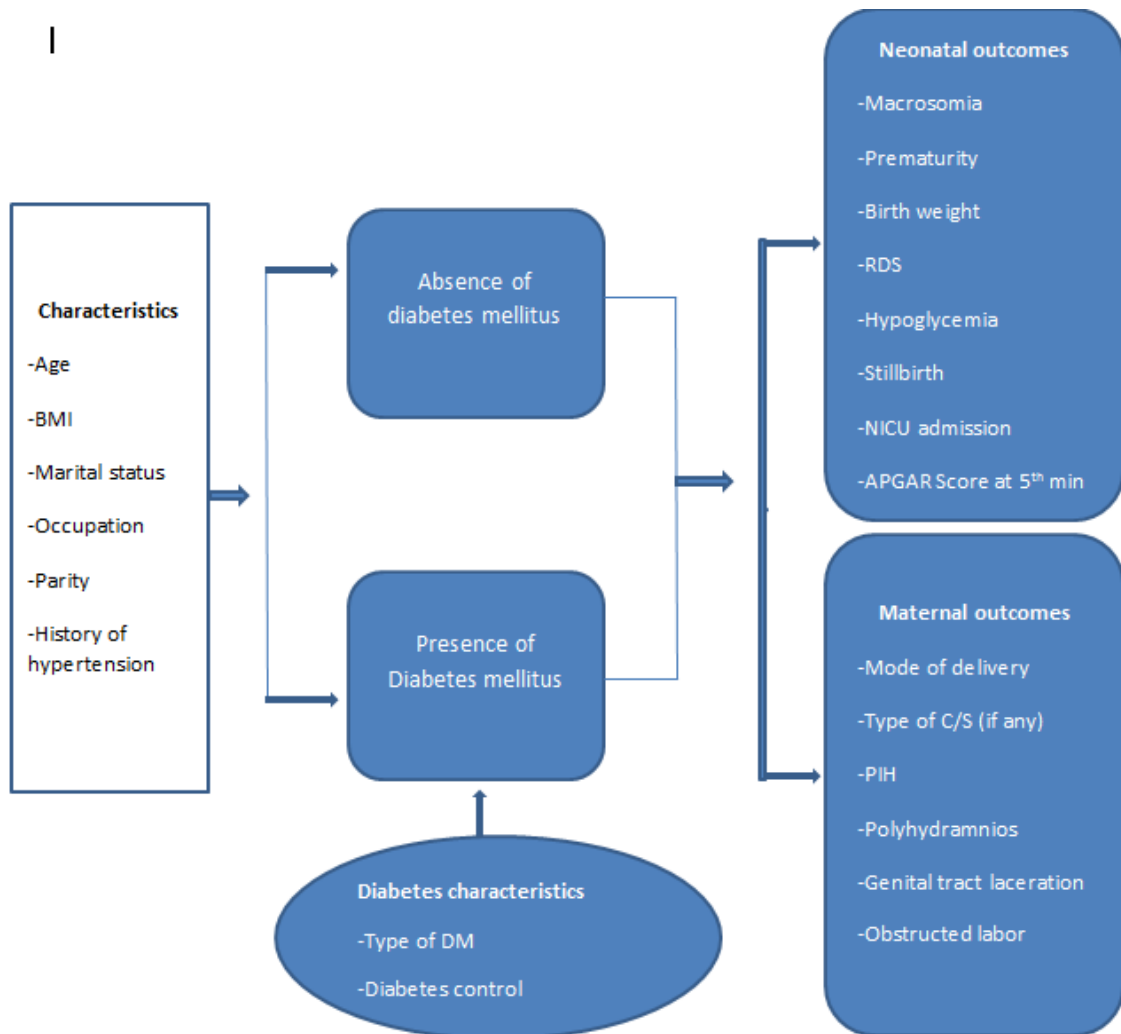 I
Characteristics
-Age
-BMI
-Marital status
-Occupation
-Parity
-History of
hypertension
Absence of
diabetes mellitus
Presence of
Diabetes mellitus
Diabetes characteristics
-Type of DM
-Diabetes control
Neonatal outcomes
-Macrosomia
-Prematurity
-Birth weight
-RDS
-Hypoglycemia
-Stillbirth
-NICU admission
-APGAR Score at 5th min
Maternal outcomes
-Mode of delivery
-Type of C/S (if any)
-PIH
-Polyhydramnios
-Genital tract laceration
-Obstructed labor